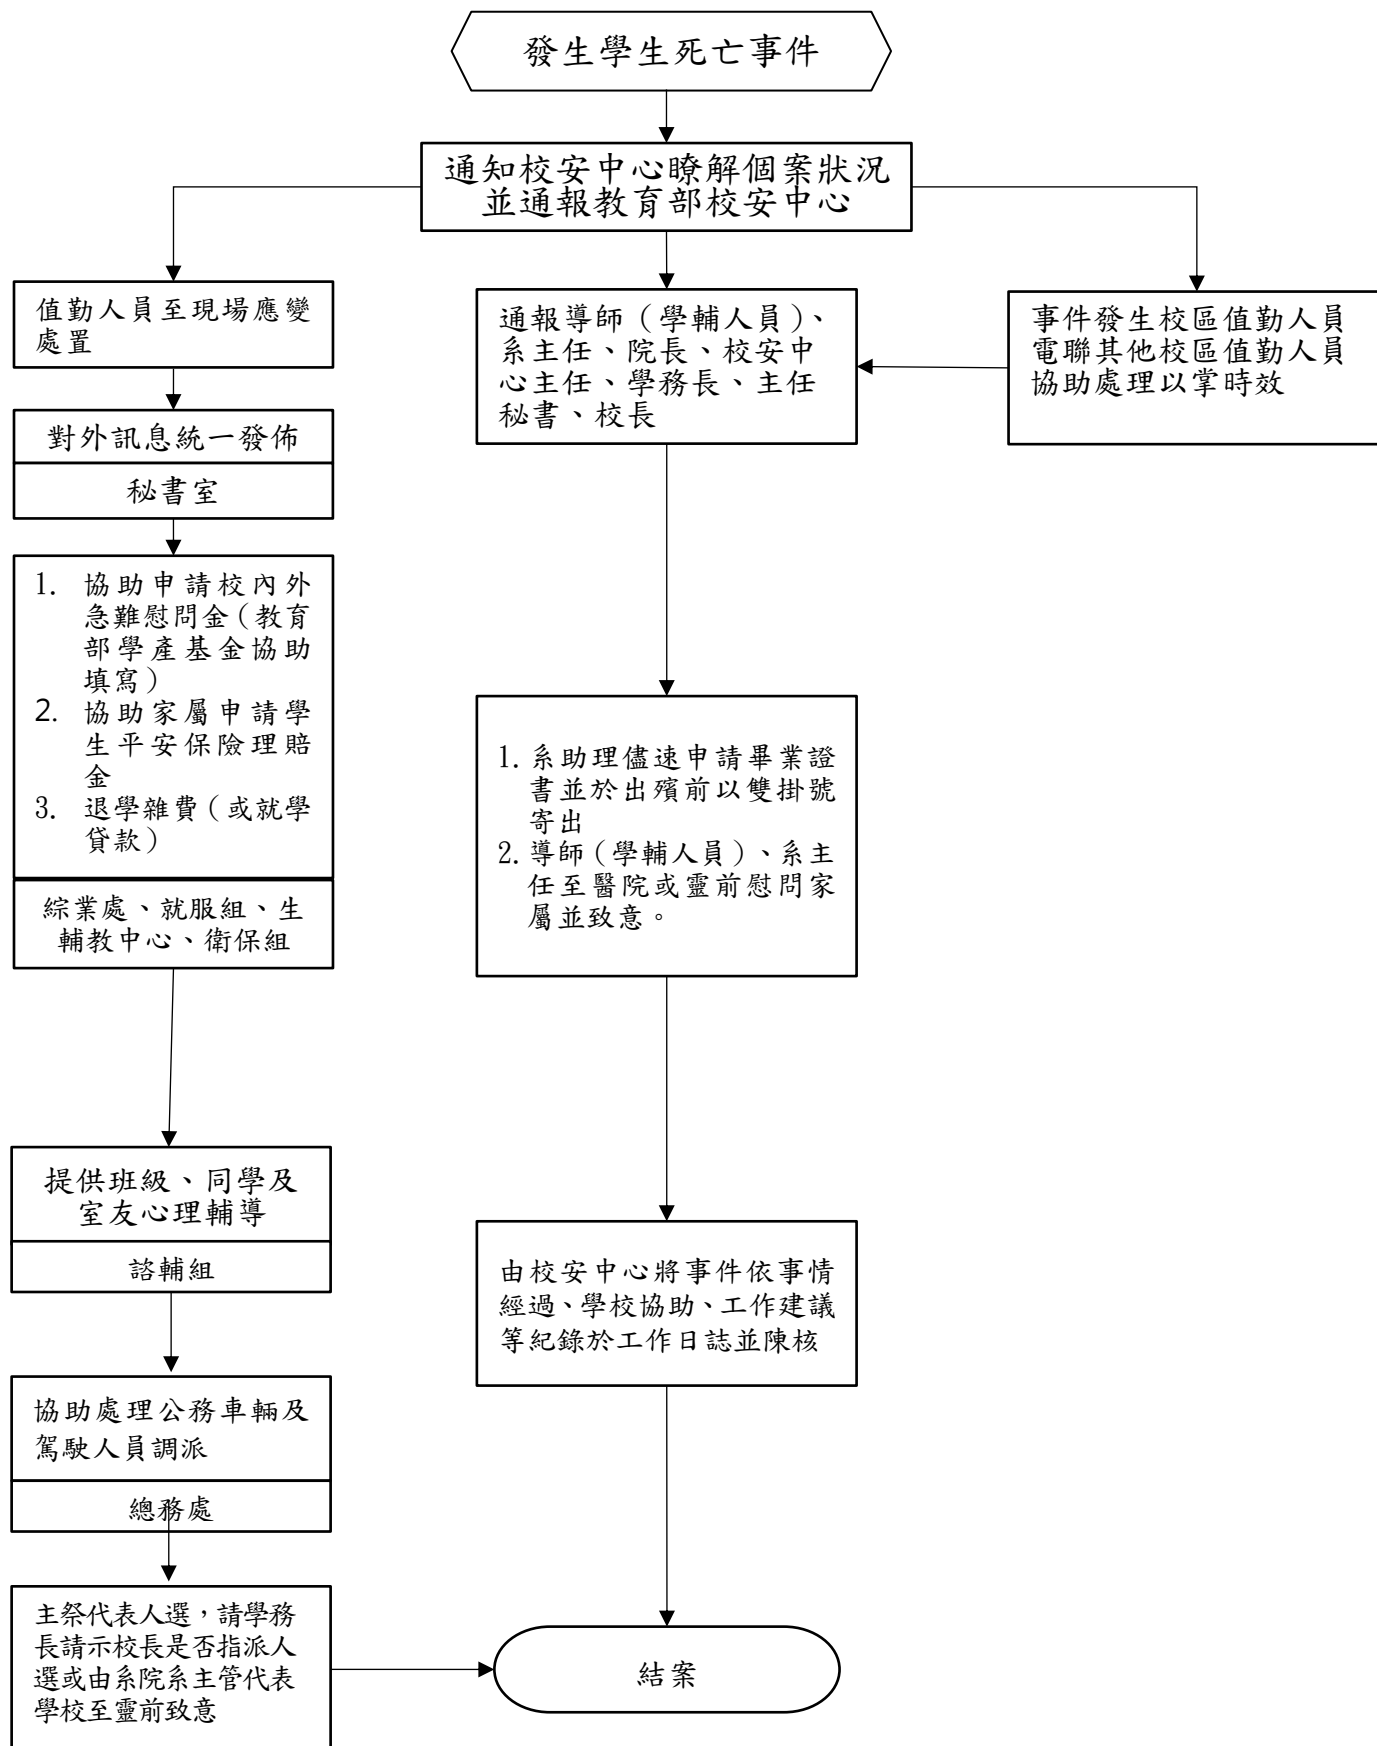 發生學生死亡事件
通知校安中心瞭解個案狀況
並通報教育部校安中心
值勤人員至現場應變
處置
通報導師（學輔人員）、
系主任、院長、校安中
心主任、學務長、主任
秘書、校長
事件發生校區值勤人員
電聯其他校區值勤人員
協助處理以掌時效
對外訊息統一發佈
秘書室
1. 協助申請校內外
急難慰問金（教育
部學產基金協助
填寫）
2. 協助家屬申請學
生平安保險理賠
金
3. 退學雜費（或就學
貸款）
綜業處、就服組、生
輔教中心、衛保組
1. 系助理儘速申請畢業證
書並於出殯前以雙掛號
寄出
2. 導師（學輔人員）、系主
任至醫院或靈前慰問家
屬並致意。
提供班級、同學及
室友心理輔導
諮輔組
由校安中心將事件依事情
經過、學校協助、工作建議
等紀錄於工作日誌並陳核
協助處理公務車輛及
駕駛人員調派
總務處
主祭代表人選，請學務
長請示校長是否指派人
選或由系院系主管代表
學校至靈前致意
結案